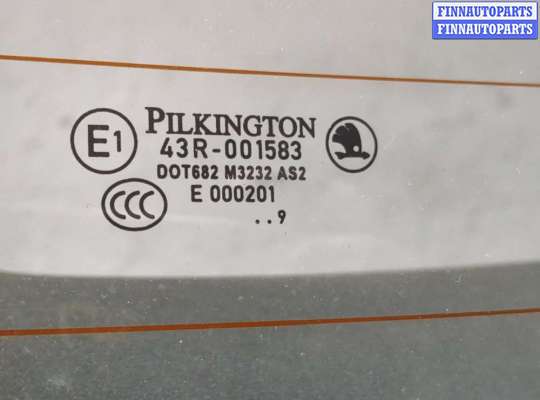 FINNAUTOPARTS
FINNAUTOPARTS
E1
PILKINGTON
43R-001583
DOT682 M3232 AS2
CCC
E 000201
..9